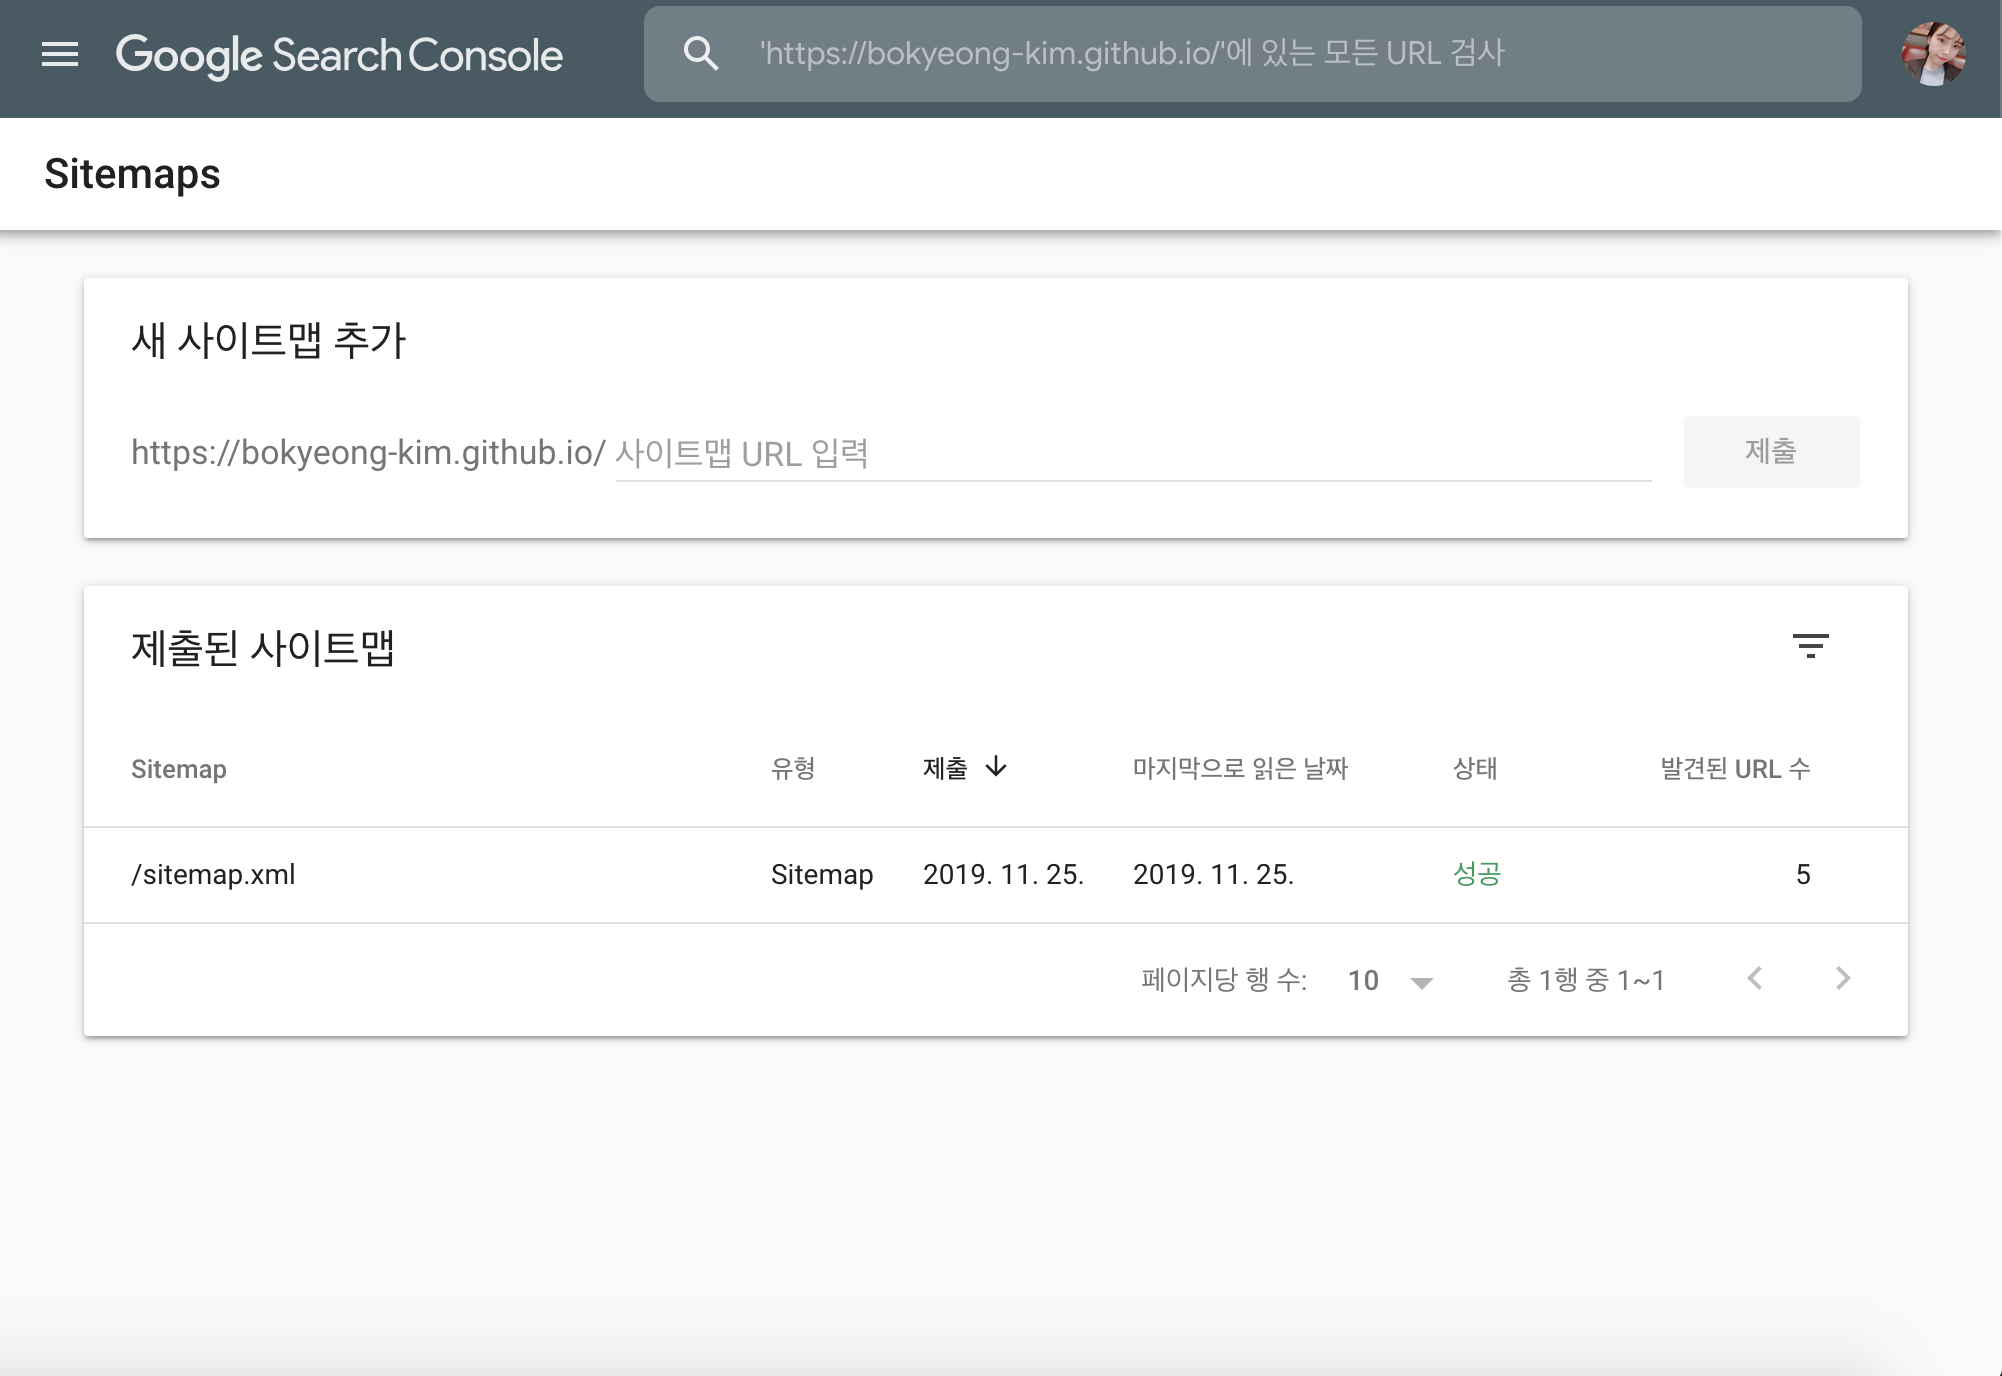 Google Search Console
'https://bokyeong-kim.github.io/'에 있는 모든 URL 검사
Sitemaps
새 사이트맵 추가
https://bokyeong-kim.github.io/ 사이트맵 URL 입력
제출
제출된 사이트맵
Sitemap 유형 제출 마지막으로 읽은 날짜 상태 발견된 URL 수
/sitemap.xml Sitemap 2019. 11. 25. 2019. 11. 25. 성공 5
페이지당 행 수: 10 총 1행 중 1~1